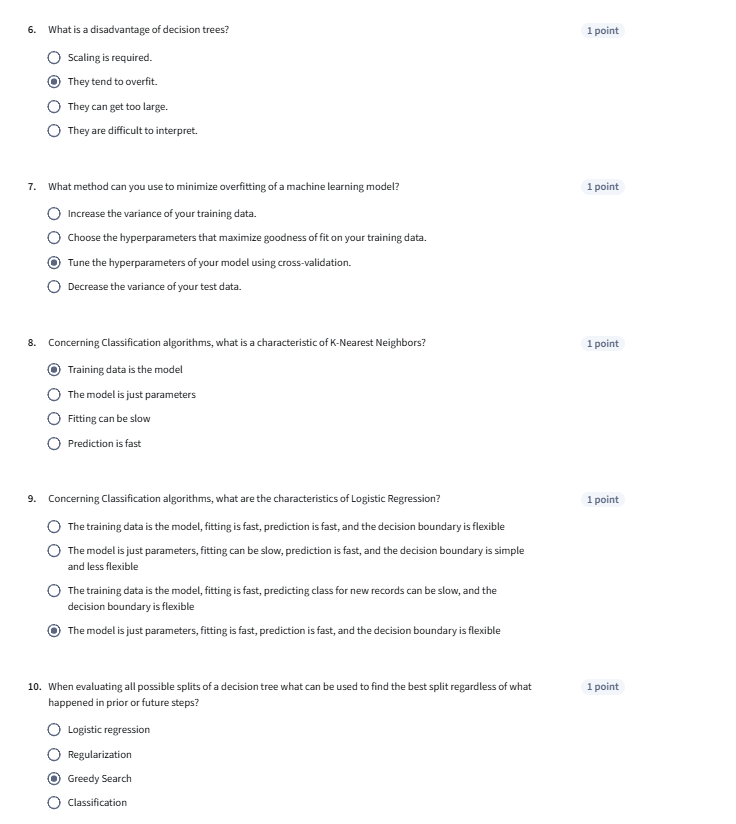 6. What is a disadvantage of decision trees? 1 point
Scaling is required.
They tend to overfit.
They can get too large.
They are difficult to interpret.
7. What method can you use to minimize overfitting of a machine learning model? 1 point
Increase the variance of your training data.
Choose the hyperparameters that maximize goodness of fit on your training data.
Tune the hyperparameters of your model using cross-validation.
Decrease the variance of your test data.
8. Concerning Classification algorithms, what is a characteristic of K-Nearest Neighbors? 1 point
Training data is the model
The model is just parameters
Fitting can be slow
Prediction is fast
9. Concerning Classification algorithms, what are the characteristics of Logistic Regression? 1 point
The training data is the model, fitting is fast, prediction is fast, and the decision boundary is flexible
The model is just parameters, fitting can be slow, prediction is fast, and the decision boundary is simple
and less flexible
The training data is the model, fitting is fast, predicting class for new records can be slow, and the
decision boundary is flexible
The model is just parameters, fitting is fast, prediction is fast, and the decision boundary is flexible
10. When evaluating all possible splits of a decision tree what can be used to find the best split regardless of what 1 point
happened in prior or future steps?
Logistic regression
Regularization
Greedy Search
Classification